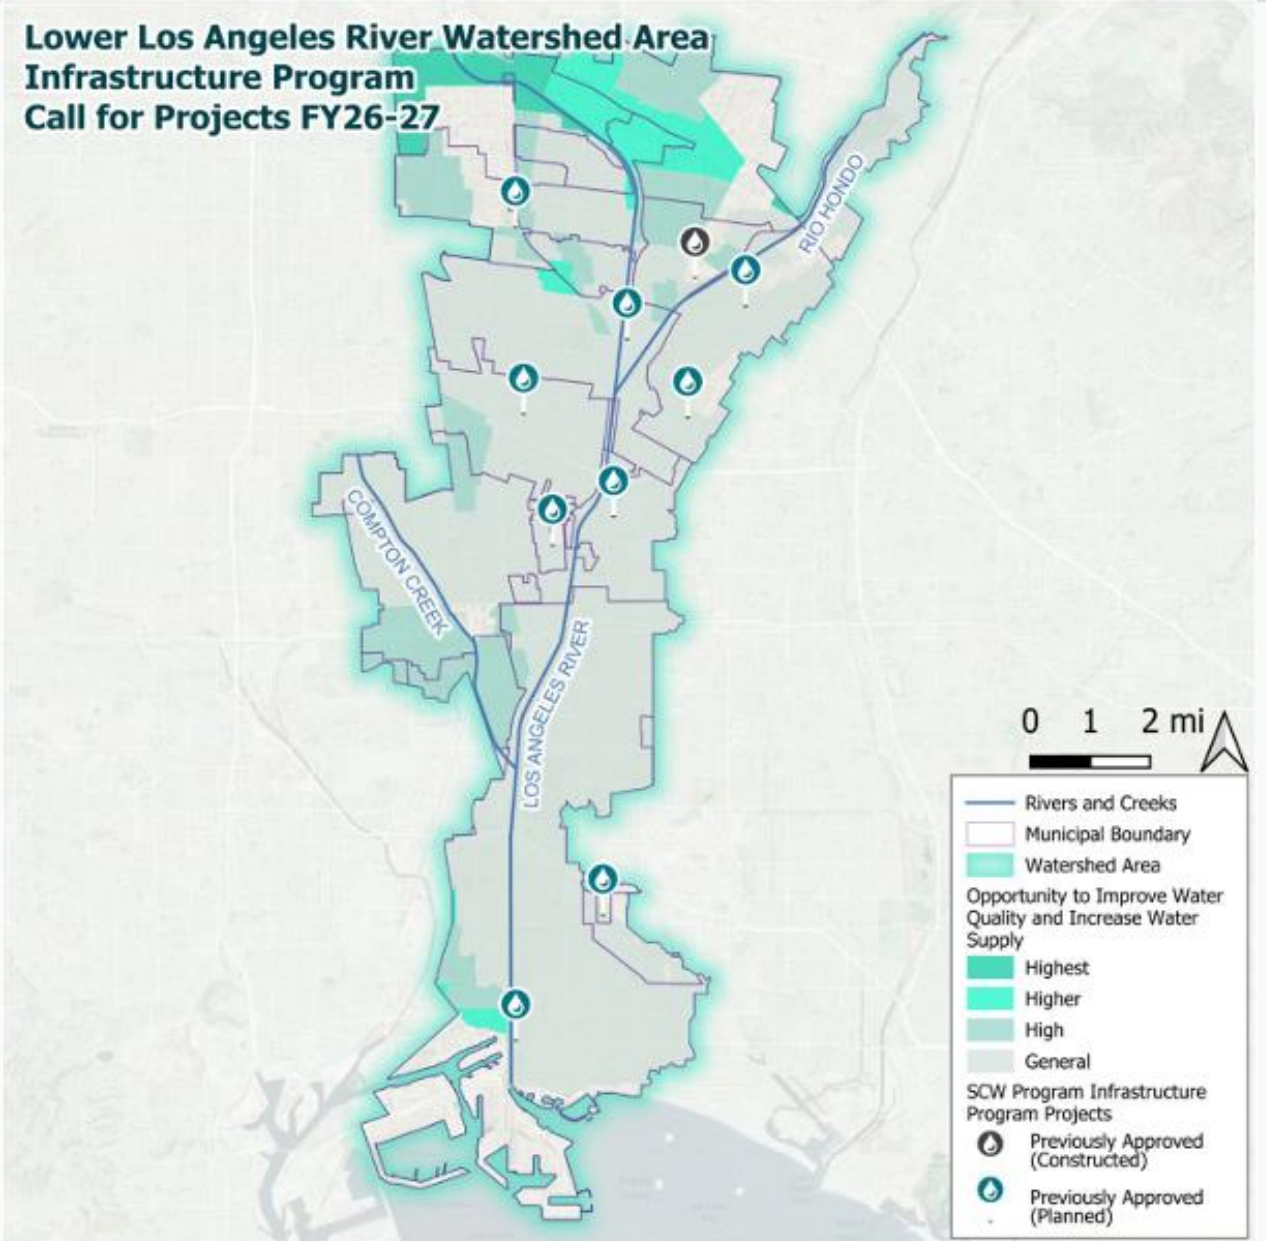 Lower Los Angeles River Watershed Area
Infrastructure Program
Call for Projects FY26-27
RIO HONDO
COMPTON CREEK
LOS ANGELES RIVER
0 1 2 mi
Rivers and Creeks
Municipal Boundary
Watershed Area
Opportunity to Improve Water
Quality and Increase Water
Supply
Highest
Higher
High
General
SCW Program Infrastructure
Program Projects
Previously Approved
(Constructed)
Previously Approved
(Planned)